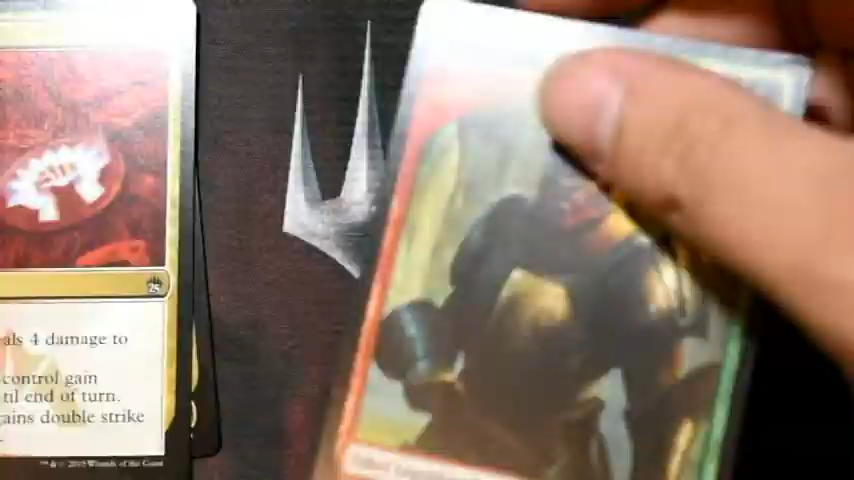 25
als 4 damage to
control gain
til end of turn.
ains double strike
™ & © 2015 Wizards of the Coast